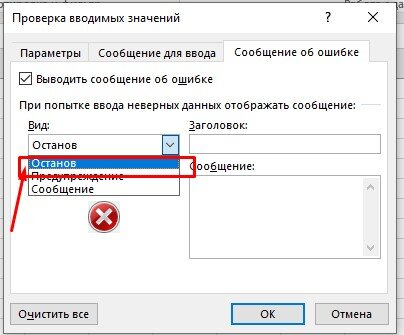 Проверка вводимых значений
? ×
Параметры Сообщение для ввода Сообщение об ошибке
Выводить сообщение об ошибке
При попытке ввода неверных данных отображать сообщение:
Вид: Заголовок:
Останов
Останов
Предупреждение
Сообщение
Сообщение:
Очистить все
ОК Отмена